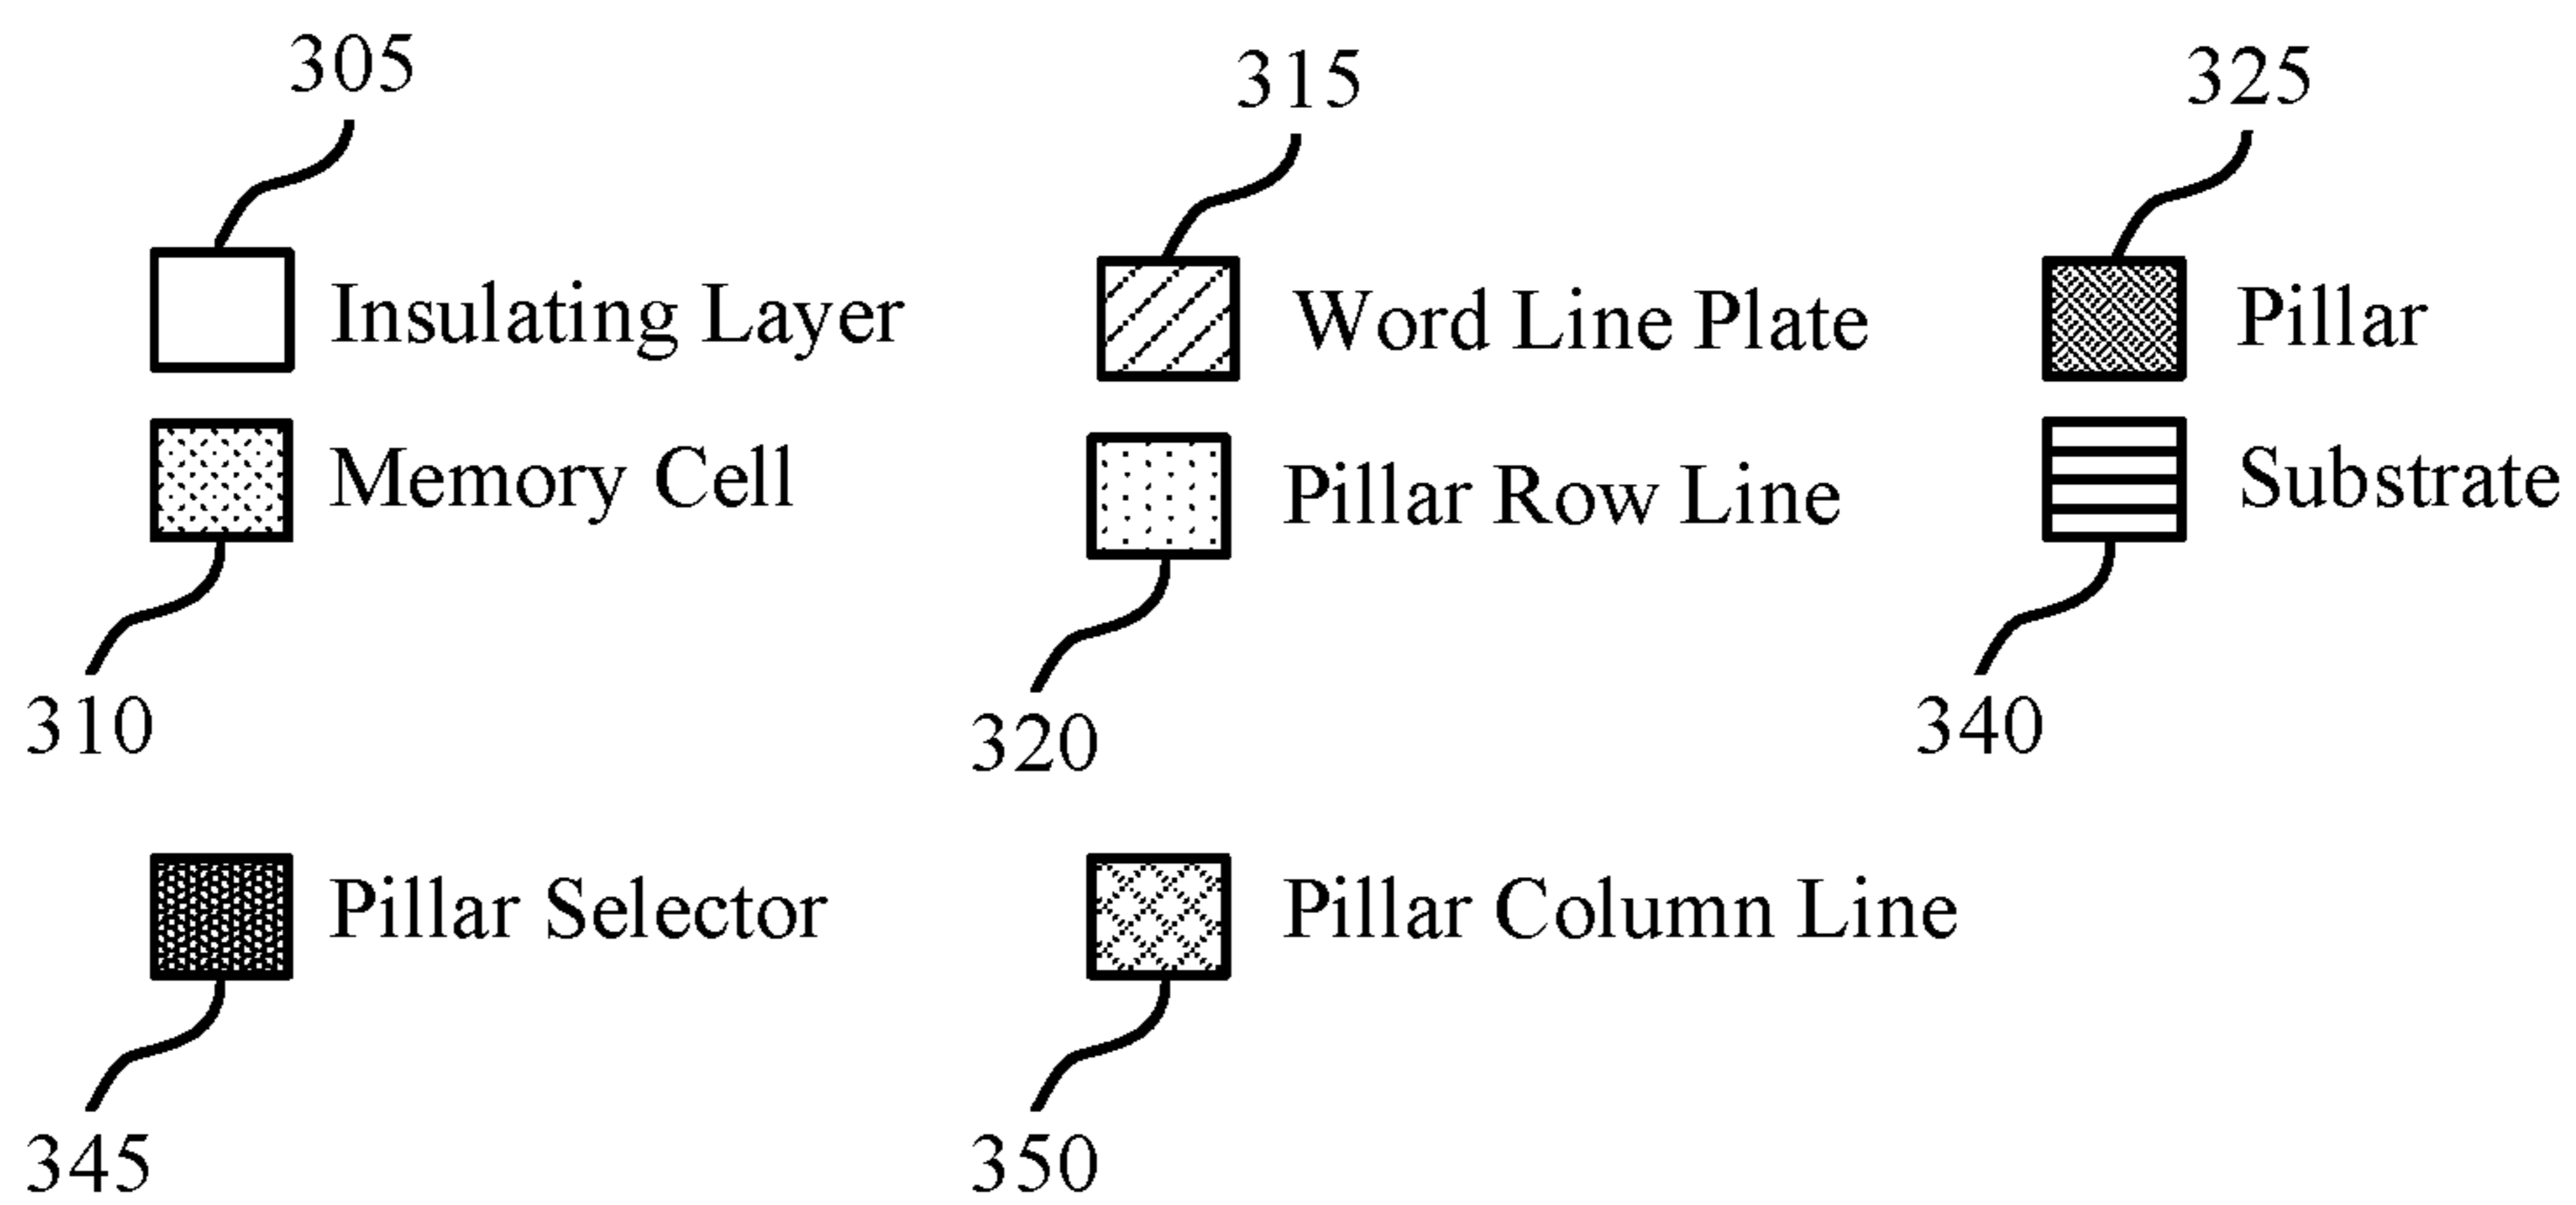 305
315
325
Insulating Layer
Word Line Plate
Pillar
Memory Cell
Pillar Row Line
Substrate
310
320
340
Pillar Selector
Pillar Column Line
345
350